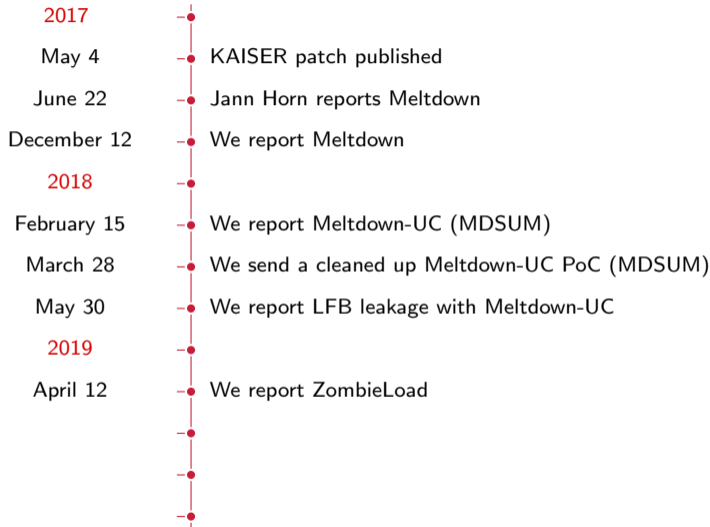 2017
May 4 KAISER patch published
June 22 Jann Horn reports Meltdown
December 12 We report Meltdown
2018
February 15 We report Meltdown-UC (MDSUM)
March 28 We send a cleaned up Meltdown-UC PoC (MDSUM)
May 30 We report LFB leakage with Meltdown-UC
2019
April 12 We report ZombieLoad